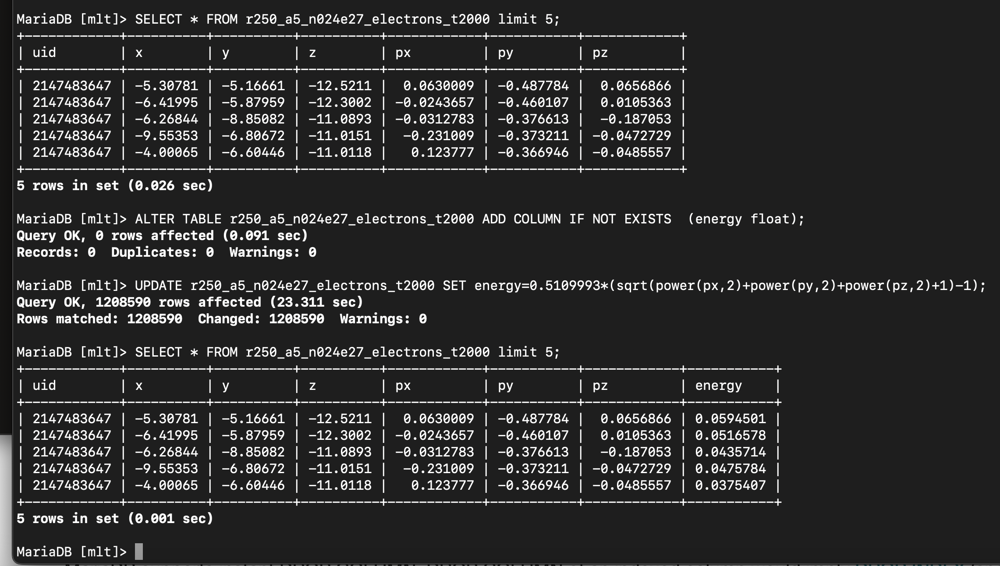 MariaDB [mlt]> SELECT * FROM r250_a5_n024e27_electrons_t2000 limit 5;
+------------+----------+----------+----------+------------+-----------+------------+
| uid        | x        | y        | z        | px         | py        | pz         |
+------------+----------+----------+----------+------------+-----------+------------+
| 2147483647 | -5.30781 | -5.16661 | -12.5211 |  0.0630009 | -0.487784 |  0.0656866 |
| 2147483647 | -6.41995 | -5.87959 | -12.3002 | -0.0243657 | -0.460107 |  0.0105363 |
| 2147483647 | -6.26844 | -8.85082 | -11.0893 | -0.0312783 | -0.376613 |  -0.187053 |
| 2147483647 | -9.55353 | -6.80672 | -11.0151 |  -0.231009 | -0.373211 | -0.0472729 |
| 2147483647 | -4.00065 | -6.60446 | -11.0118 |   0.123777 | -0.366946 | -0.0485557 |
+------------+----------+----------+----------+------------+-----------+------------+
5 rows in set (0.026 sec)
MariaDB [mlt]> ALTER TABLE r250_a5_n024e27_electrons_t2000 ADD COLUMN IF NOT EXISTS  (energy float);
Query OK, 0 rows affected (0.091 sec)
Records: 0  Duplicates: 0  Warnings: 0
MariaDB [mlt]> UPDATE r250_a5_n024e27_electrons_t2000 SET energy=0.5109993*(sqrt(power(px,2)+power(py,2)+power(pz,2)+1)-1);
Query OK, 1208590 rows affected (23.311 sec)
Rows matched: 1208590  Changed: 1208590  Warnings: 0
MariaDB [mlt]> SELECT * FROM r250_a5_n024e27_electrons_t2000 limit 5;
+------------+----------+----------+----------+------------+-----------+------------+-----------+
| uid        | x        | y        | z        | px         | py        | pz         | energy    |
+------------+----------+----------+----------+------------+-----------+------------+-----------+
| 2147483647 | -5.30781 | -5.16661 | -12.5211 |  0.0630009 | -0.487784 |  0.0656866 | 0.0594501 |
| 2147483647 | -6.41995 | -5.87959 | -12.3002 | -0.0243657 | -0.460107 |  0.0105363 | 0.0516578 |
| 2147483647 | -6.26844 | -8.85082 | -11.0893 | -0.0312783 | -0.376613 |  -0.187053 | 0.0435714 |
| 2147483647 | -9.55353 | -6.80672 | -11.0151 |  -0.231009 | -0.373211 | -0.0472729 | 0.0475784 |
| 2147483647 | -4.00065 | -6.60446 | -11.0118 |   0.123777 | -0.366946 | -0.0485557 | 0.0375407 |
+------------+----------+----------+----------+------------+-----------+------------+-----------+
5 rows in set (0.001 sec)
MariaDB [mlt]>